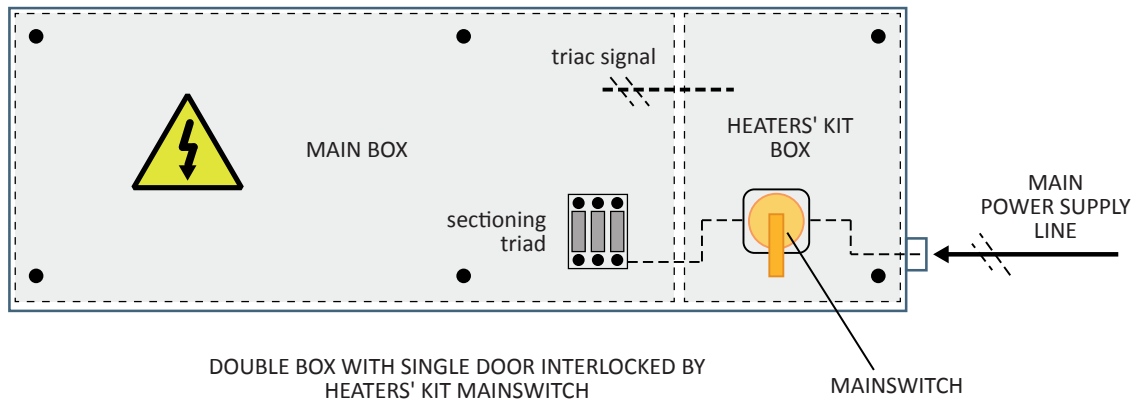 triac signal
HEATERS' KIT
BOX
MAIN BOX
MAIN
POWER SUPPLY
LINE
sectioning
triad
DOUBLE BOX WITH SINGLE DOOR INTERLOCKED BY
HEATERS' KIT MAINSWITCH
MAINSWITCH